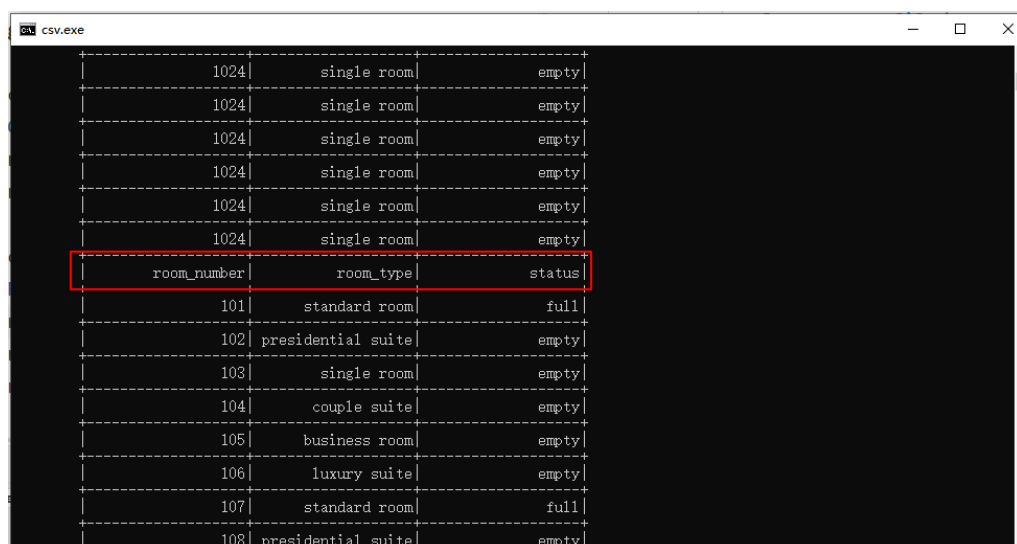 csv.exe
1024| single room| empty|
1024| single room| empty|
1024| single room| empty|
1024| single room| empty|
1024| single room| empty|
1024| single room| empty|
room_number| room_type| status|
101| standard room| full|
102| presidential suite| empty|
103| single room| empty|
104| couple suite| empty|
105| business room| empty|
106| luxury suite| empty|
107| standard room| full|
108| presidential suite| empty|